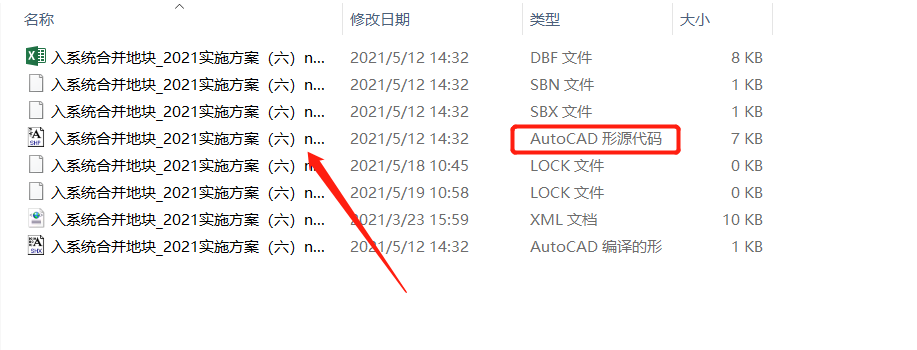 名称 修改日期 类型 大小
入系统合并地块_2021实施方案（六）n... 2021/5/12 14:32 DBF 文件 8 KB
入系统合并地块_2021实施方案（六）n... 2021/5/12 14:32 SBN 文件 1 KB
入系统合并地块_2021实施方案（六）n... 2021/5/12 14:32 SBX 文件 1 KB
SHP 入系统合并地块_2021实施方案（六）n... 2021/5/12 14:32 AutoCAD 形源代码 7 KB
入系统合并地块_2021实施方案（六）n... 2021/5/18 10:45 LOCK 文件 0 KB
入系统合并地块_2021实施方案（六）n... 2021/5/19 10:58 LOCK 文件 0 KB
入系统合并地块_2021实施方案（六）n... 2021/3/23 15:59 XML 文档 10 KB
SHX 入系统合并地块_2021实施方案（六）n... 2021/5/12 14:32 AutoCAD 编译的形 1 KB